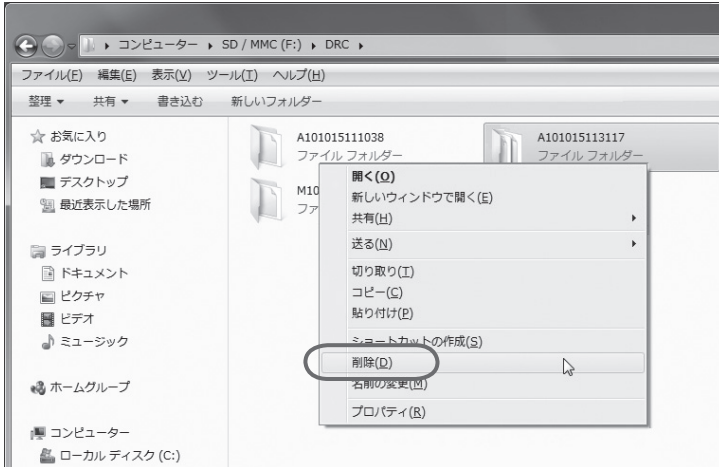 コンピューター ▸ SD / MMC (F:) ▸ DRC ▸
ファイル(F) 編集(E) 表示(V) ツール(T) ヘルプ(H)
整理 ▾ 共有 ▾ 書き込む 新しいフォルダー
お気に入り
ダウンロード
デスクトップ
最近表示した場所
ライブラリ
ドキュメント
ピクチャ
ビデオ
ミュージック
ホームグループ
コンピューター
ローカル ディスク (C:)
A101015111038
ファイル フォルダー
A101015113117
ファイル フォルダー
M10
ファ
開く(O)
新しいウィンドウで開く(E)
共有(H)
送る(N)
切り取り(T)
コピー(C)
貼り付け(P)
ショートカットの作成(S)
削除(D)
名前の変更(M)
プロパティ(R)